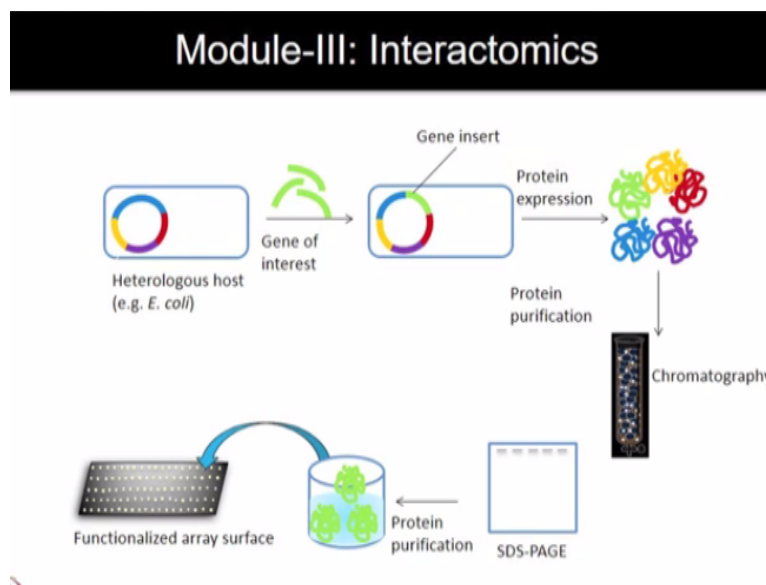 Module-III: Interactomics
Gene insert
Protein
expression
Gene of
interest
Heterologous host
(e.g. E. coli)
Protein
purification
Chromatography
Functionalized array surface
Protein
purification
SDS-PAGE